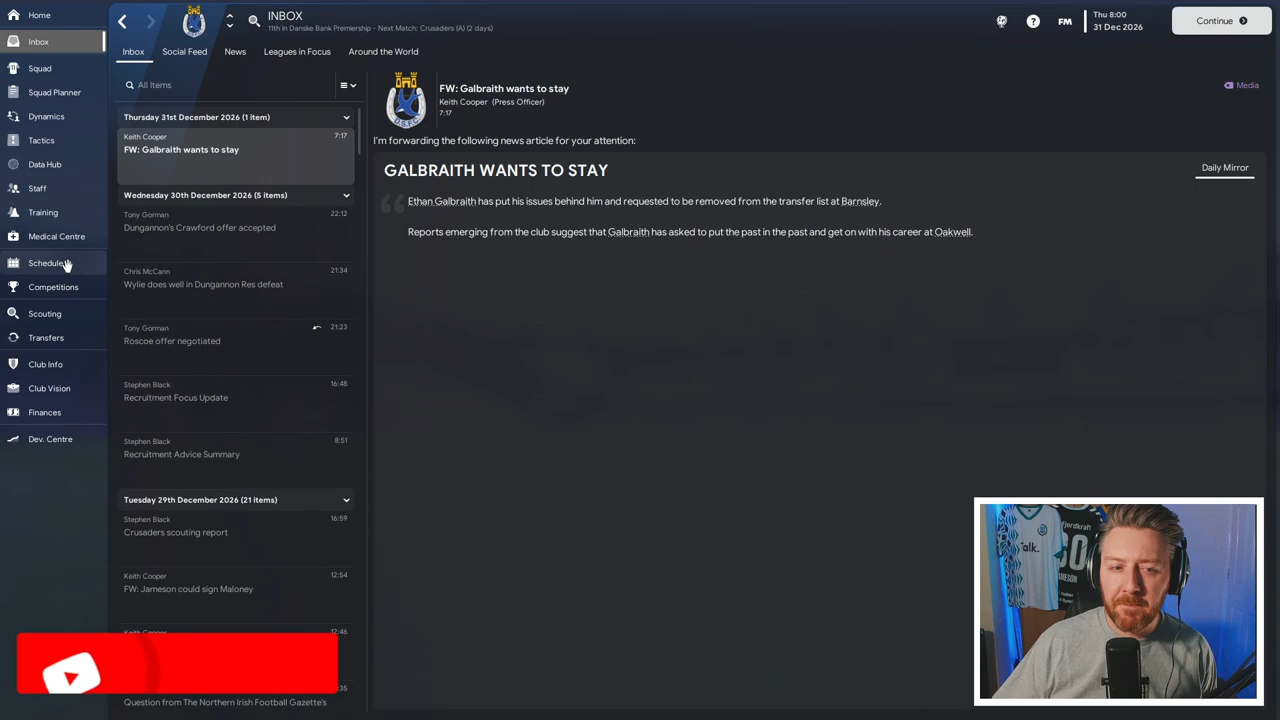 Home
Inbox
Squad
Squad Planner
Dynamics
Tactics
Data Hub
Staff
Training
Medical Centre
Schedule
Competitions
Scouting
Transfers
Club Info
Club Vision
Finances
Dev. Centre
INBOX
11th in Danske Bank Premiership - Next Match: Crusaders (A) (2 days)
FM
Thu 8:00
31 Dec 2026
Continue
Inbox
Social Feed
News
Leagues in Focus
Around the World
All Items
Thursday 31st December 2026 (1 item)
Keith Cooper
7:17
FW: Galbraith wants to stay
Wednesday 30th December 2026 (5 items)
Tony Gorman
22:12
Dungannon's Crawford offer accepted
Chris McCann
21:34
Wylie does well in Dungannon Res defeat
Tony Gorman
21:23
Roscoe offer negotiated
Stephen Black
16:48
Recruitment Focus Update
Stephen Black
8:51
Recruitment Advice Summary
Tuesday 29th December 2026 (21 items)
Stephen Black
16:59
Crusaders scouting report
Keith Cooper
12:54
FW: Jameson could sign Maloney
Keith Cooper
12:46
:35
Question from The Northern Irish Football Gazette's
FW: Galbraith wants to stay
Keith Cooper (Press Officer)
7:17
Media
I'm forwarding the following news article for your attention:
GALBRAITH WANTS TO STAY
Daily Mirror
Ethan Galbraith has put his issues behind him and requested to be removed from the transfer list at Barnsley.
Reports emerging from the club suggest that Galbraith has asked to put the past in the past and get on with his career at Oakwell.
Talk.
fjordkraft
JAMESON